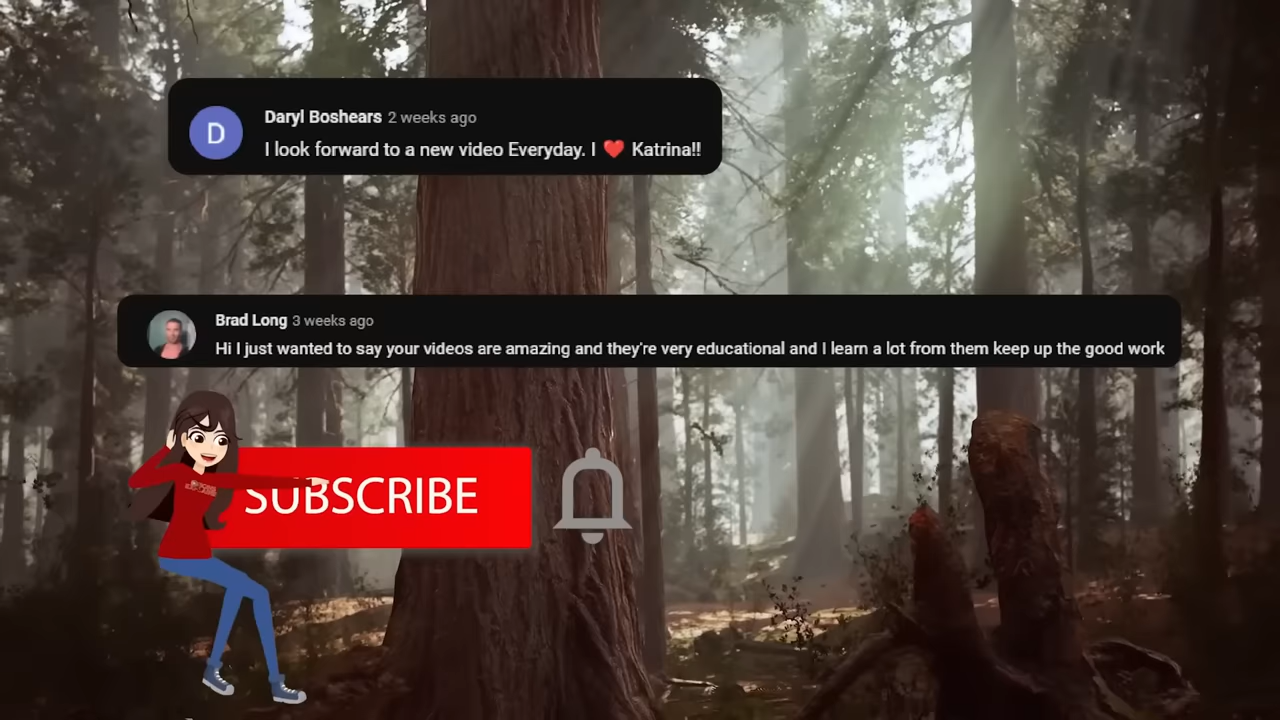 D
Daryl Boshears 2 weeks ago
I look forward to a new video Everyday. I ❤️ Katrina!!
Brad Long 3 weeks ago
Hi I just wanted to say your videos are amazing and they're very educational and I learn a lot from them keep up the good work
SUBSCRIBE